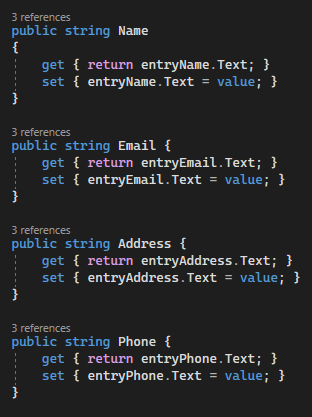 3 references
public string Name
{
get { return entryName.Text; }
set { entryName.Text = value; }
}
3 references
public string Email {
get { return entryEmail.Text; }
set { entryEmail.Text = value; }
}
3 references
public string Address {
get { return entryAddress.Text; }
set { entryAddress.Text = value; }
}
3 references
public string Phone {
get { return entryPhone.Text; }
set { entryPhone.Text = value; }
}